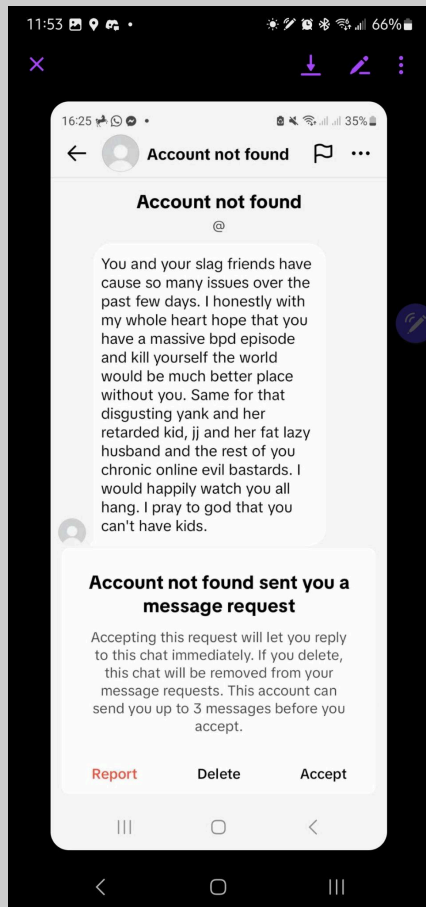 11:53
66%
16:25
35%
Account not found
Account not found
@
You and your slag friends have
cause so many issues over the
past few days. I honestly with
my whole heart hope that you
have a massive bpd episode
and kill yourself the world
would be much better place
without you. Same for that
disgusting yank and her
retarded kid, jj and her fat lazy
husband and the rest of you
chronic online evil bastards. I
would happily watch you all
hang. I pray to god that you
can't have kids.
Account not found sent you a
message request
Accepting this request will let you reply
to this chat immediately. If you delete,
this chat will be removed from your
message requests. This account can
send you up to 3 messages before you
accept.
Report Delete Accept